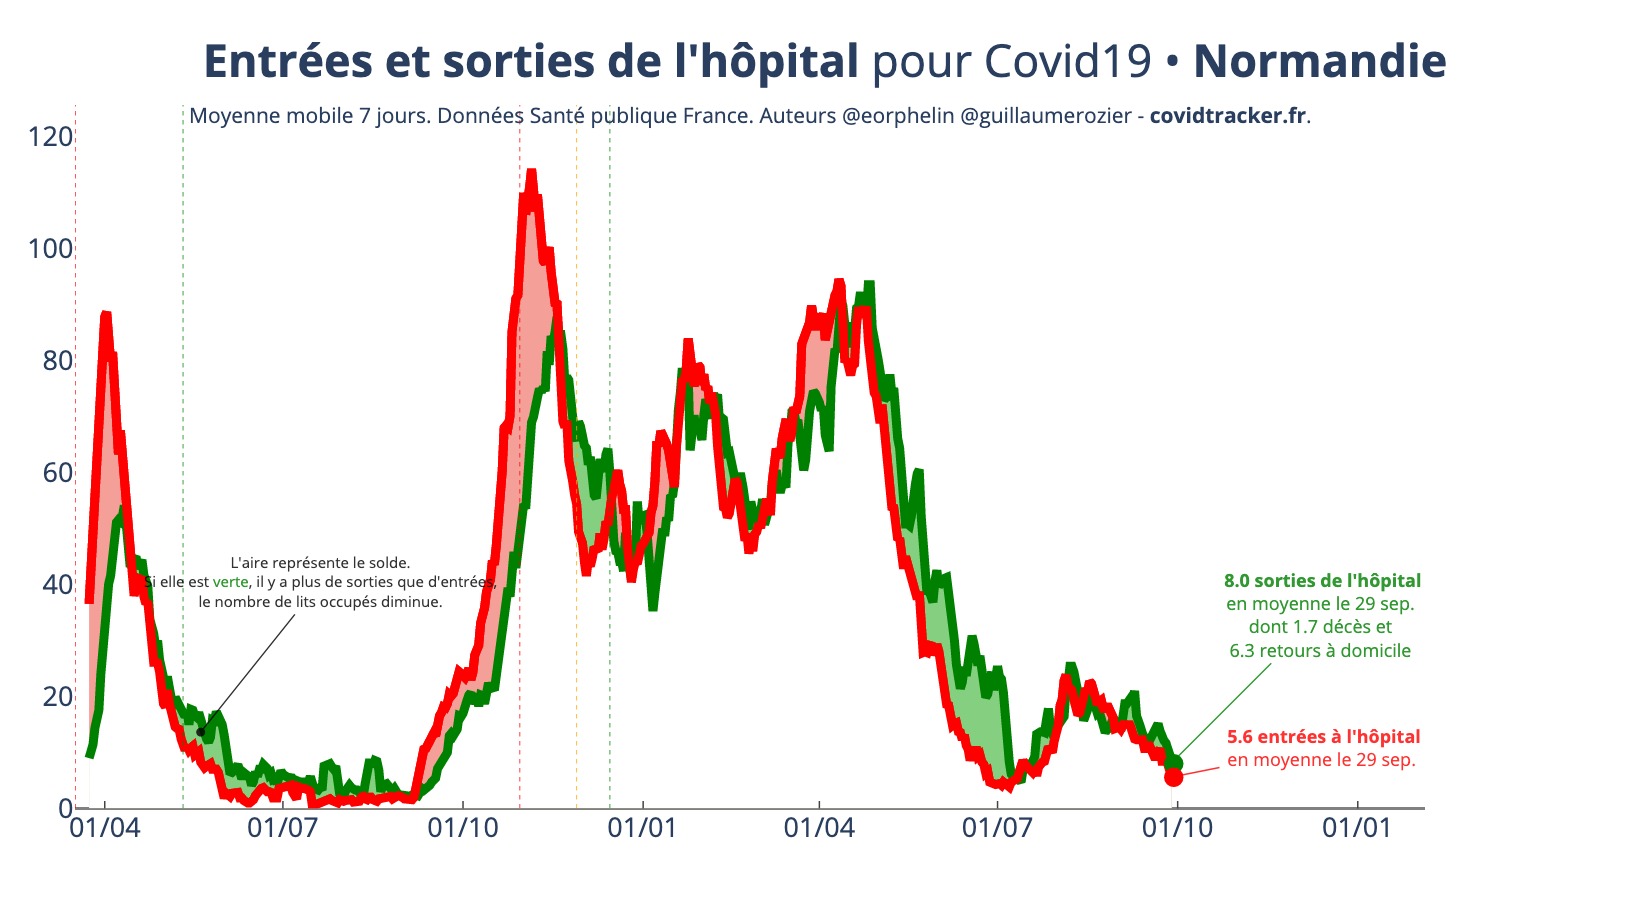 Entrées et sorties de l'hôpital pour Covid19 • Normandie
Moyenne mobile 7 jours. Données Santé publique France. Auteurs @eorphelin @guillaumerozier - covidtracker.fr.
120
100
80
60
40
20
0
L'aire représente le solde.
Si elle est verte, il y a plus de sorties que d'entrées,
le nombre de lits occupés diminue.
8.0 sorties de l'hôpital
en moyenne le 29 sep.
dont 1.7 décès et
6.3 retours à domicile
5.6 entrées à l'hôpital
en moyenne le 29 sep.
01/04 01/07 01/10 01/01 01/04 01/07 01/10 01/01